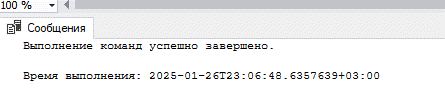 100 %
Сообщения
Выполнение команд успешно завершено.
Время выполнения: 2025-01-26T23:06:48.6357639+03:00